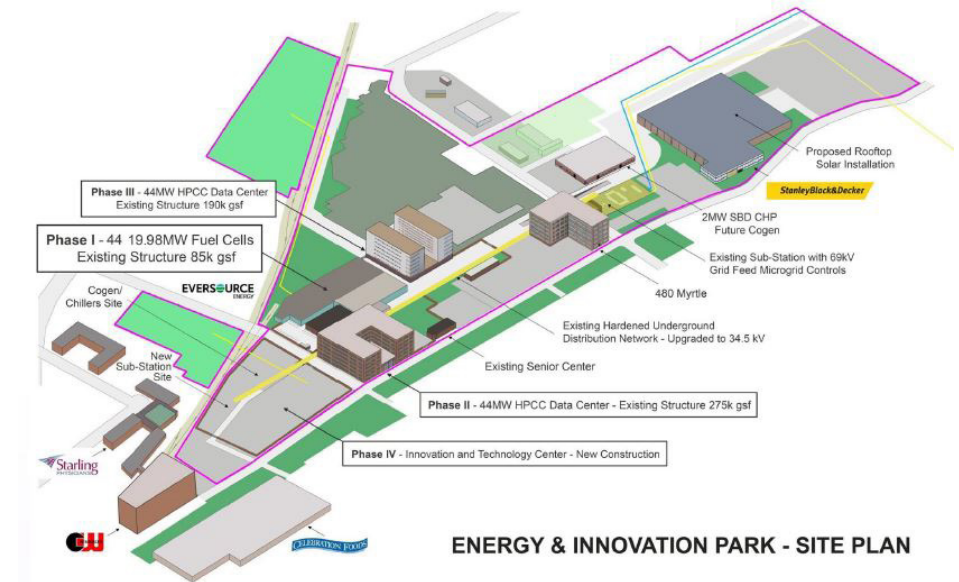 Phase III - 44MW HPCC Data Center
Existing Structure 190k gsf
Phase I - 44 19.98MW Fuel Cells
Existing Structure 85k gsf
EVERSOURCE
ENERGY
Cogen/
Chillers Site
New
Sub-Station
Site
Starling
PHYSICIANS
CELEBRATION FOODS
Proposed Rooftop
Solar Installation
StanleyBlack&Decker
2MW SBD CHP
Future Cogen
Existing Sub-Station with 69kV
Grid Feed Microgrid Controls
480 Myrtle
Existing Hardened Underground
Distribution Network - Upgraded to 34.5 kV
Existing Senior Center
Phase II - 44MW HPCC Data Center - Existing Structure 275k gsf
Phase IV - Innovation and Technology Center - New Construction
ENERGY & INNOVATION PARK - SITE PLAN